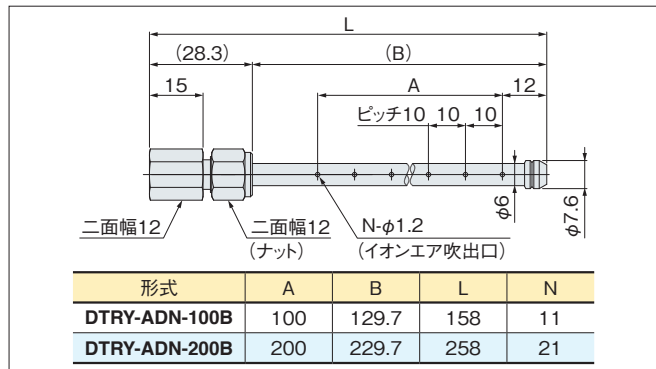 L
(28.3)
(B)
15
A
12
ピッチ10
10
10
二面幅12
二面幅12
(ナット)
N-φ1.2
(イオンエア吹出口)
φ6
φ7.6
形式 A B L N
DTRY-ADN-100B 100 129.7 158 11
DTRY-ADN-200B 200 229.7 258 21